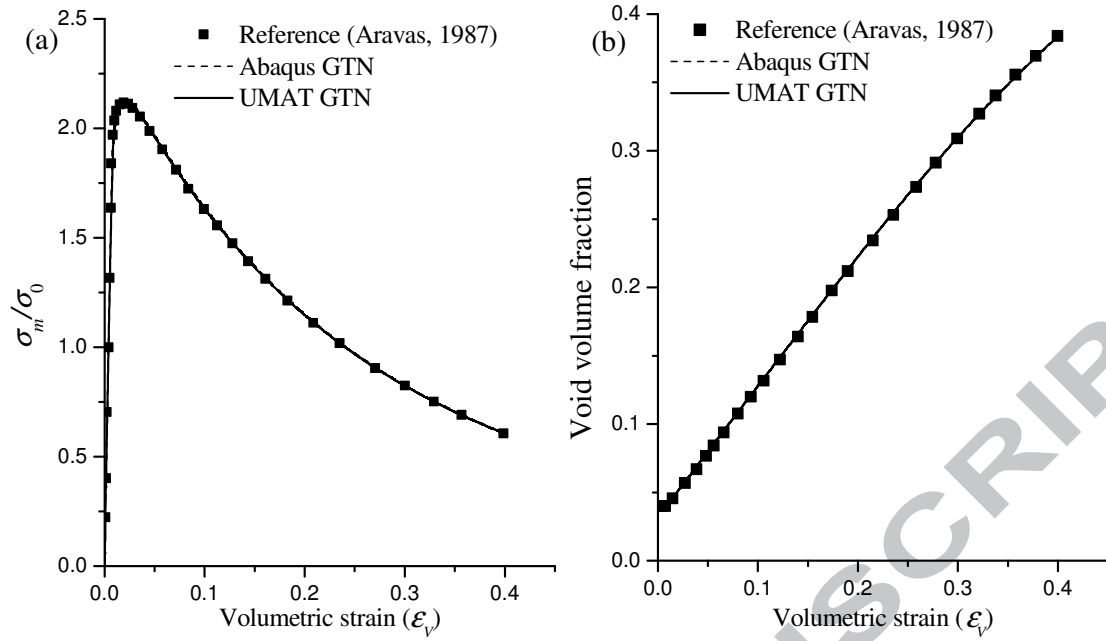 (a)
Reference (Aravas, 1987)
Abaqus GTN
UMAT GTN
2.5
2.0
1.5
1.0
0.5
0.0
σm/σ0
0.0 0.1 0.2 0.3 0.4
Volumetric strain (εV)
(b)
Reference (Aravas, 1987)
Abaqus GTN
UMAT GTN
0.4
0.3
0.2
0.1
0.0
Void volume fraction
0.0 0.1 0.2 0.3 0.4
Volumetric strain (εV)